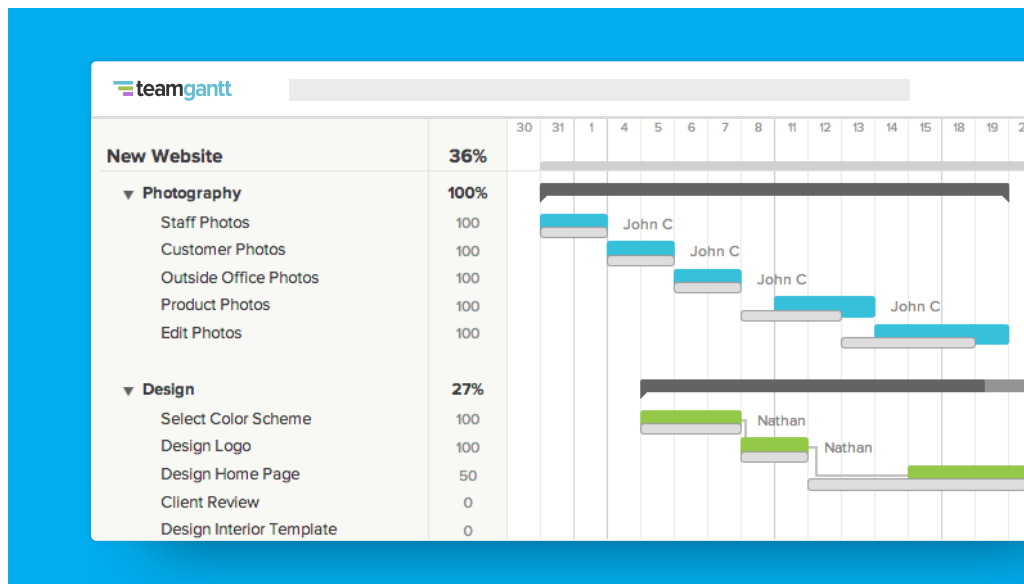 teamgantt
30 31 1 4 5 6 7 8 11 12 13 14 15 18 19 2
New Website 36%
Photography 100%
Staff Photos 100 John C
Customer Photos 100 John C
Outside Office Photos 100 John C
Product Photos 100 John C
Edit Photos 100
Design 27%
Select Color Scheme 100 Nathan
Design Logo 100 Nathan
Design Home Page 50
Client Review 0
Design Interior Template 0